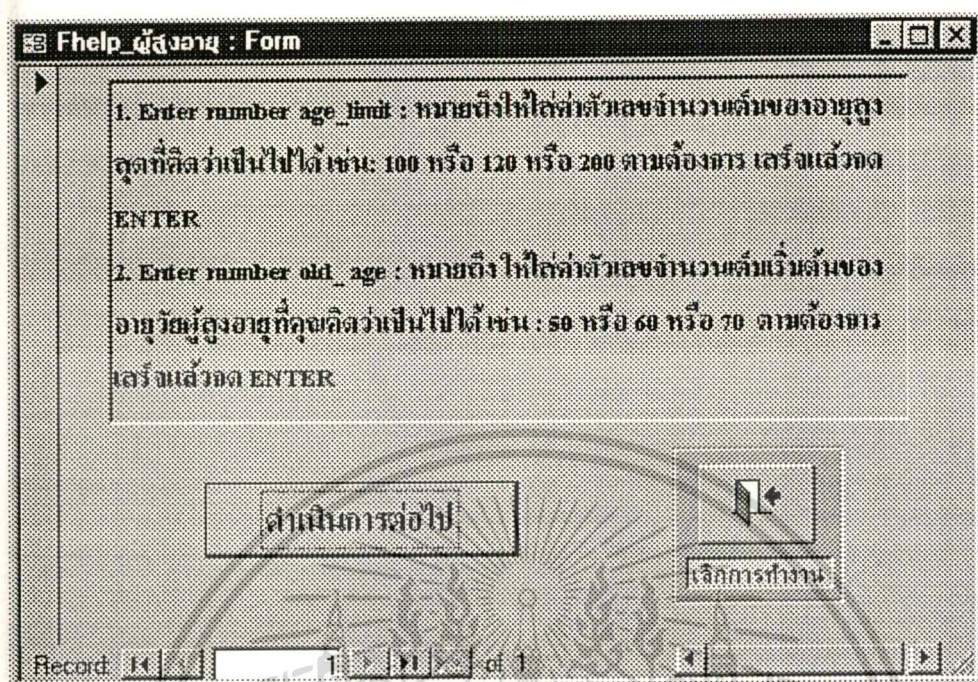 Fhelp_ผู้สูงอายุ : Form
1. Enter number age_limit : หมายถึงให้ใส่ค่าตัวเลขจำนวนเต็มของอายุสูง
สุดที่คิดว่าเป็นไปได้ เช่น: 100 หรือ 120 หรือ 200 ตามต้องการ เสร็จแล้วกด
ENTER
2. Enter number old_age : หมายถึง ให้ใส่ค่าตัวเลขจำนวนเต็มเริ่มต้นของ
อายุวัยผู้สูงอายุที่คุณคิดว่าเป็นไปได้ เช่น : 50 หรือ 60 หรือ 70 ตามต้องการ
เสร็จแล้วกด ENTER
ดำเนินการต่อไป
เลิกการทำงาน
Record: 1 of 1